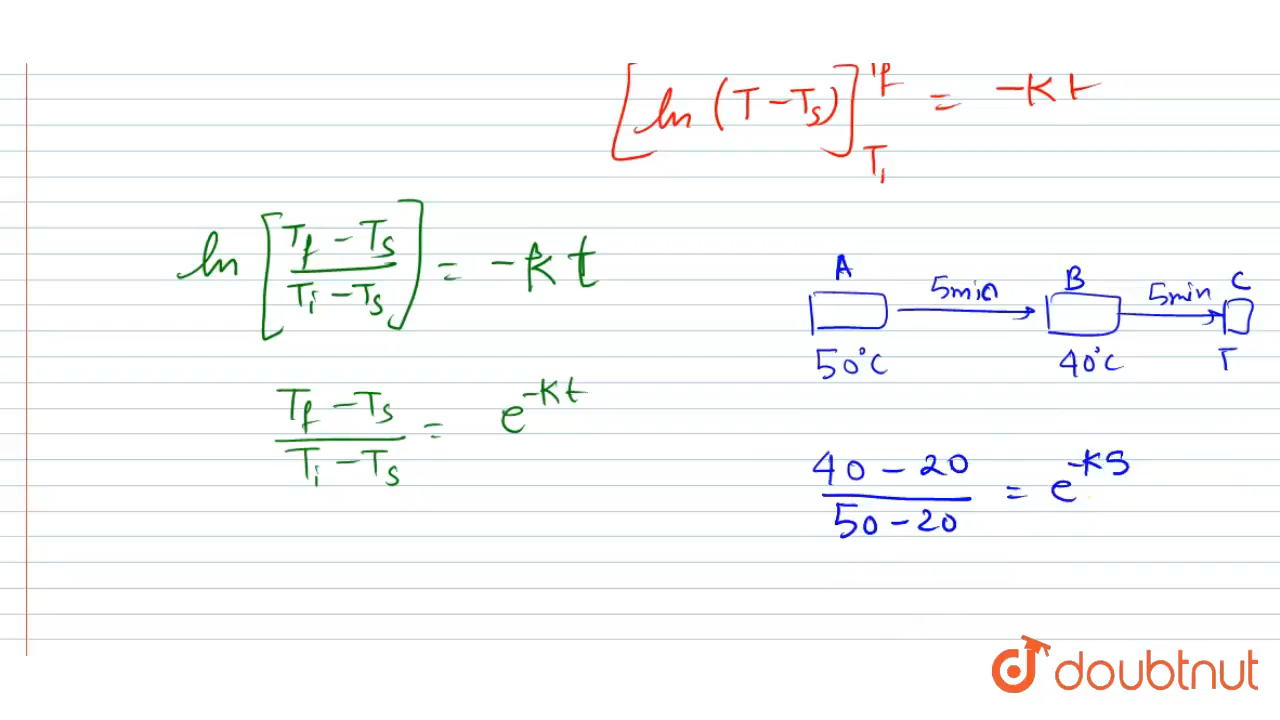 [ln (T - Ts)] Tf Ti = -Kt
ln [Tf - Ts / Ti - Ts] = -kt
A 5min B 5min C
50°C 40°C T
Tf - Ts / Ti - Ts = e^-Kt
40 - 20 / 50 - 20 = e^-K5
doubtnut